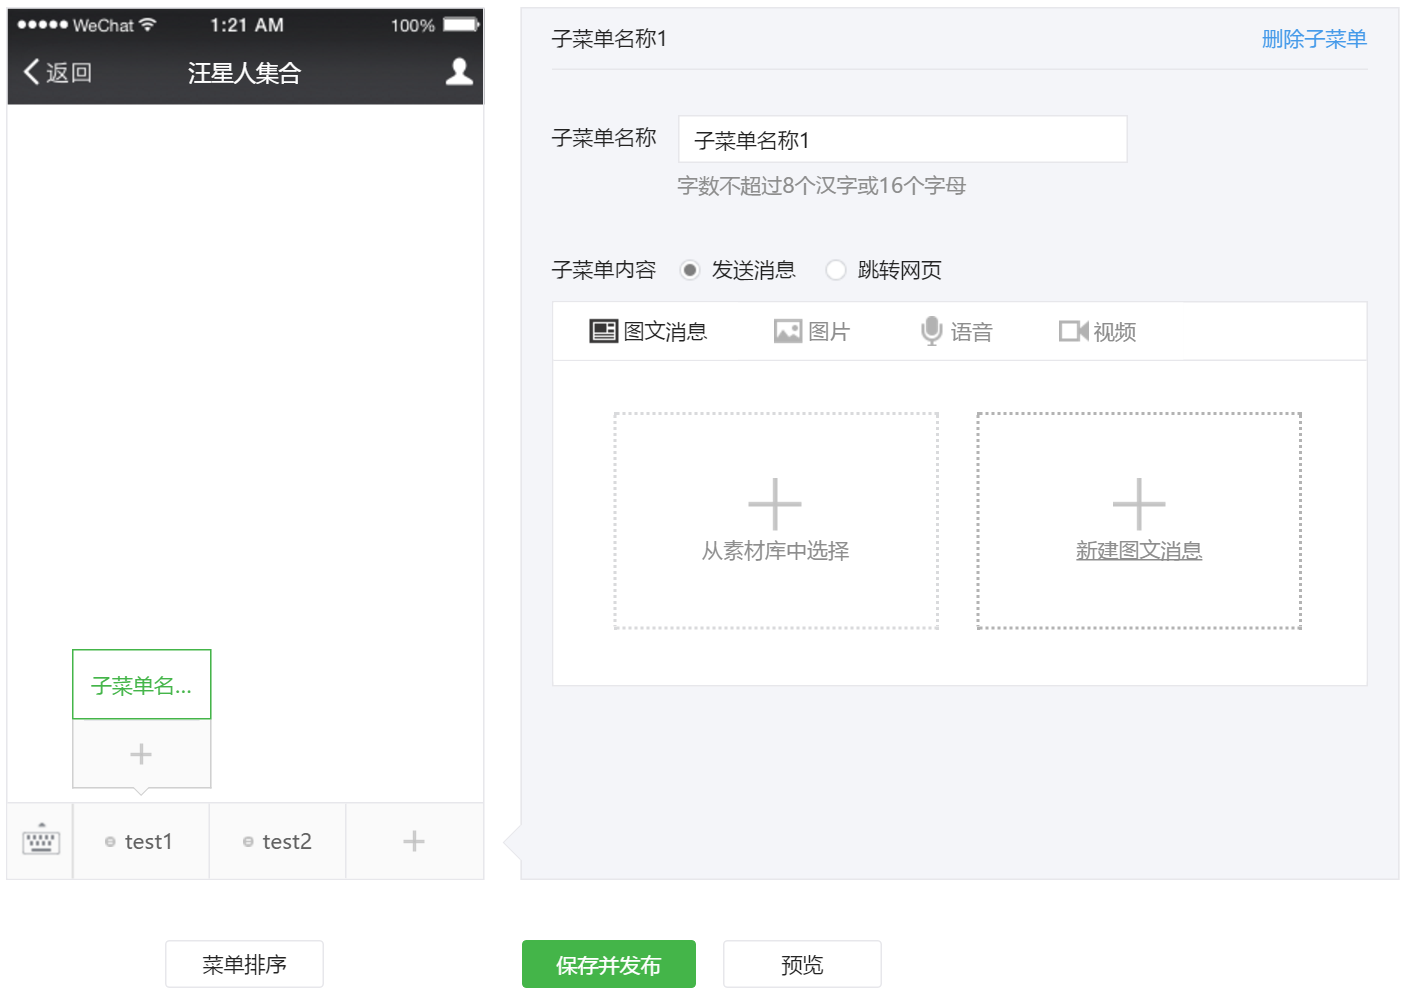 WeChat 1:21 AM 100%
返回 汪星人集合
子菜单名...
test1 test2
菜单排序
子菜单名称1 删除子菜单
子菜单名称 子菜单名称1
字数不超过8个汉字或16个字母
子菜单内容 发送消息 跳转网页
图文消息 图片 语音 视频
从素材库中选择 新建图文消息
保存并发布 预览